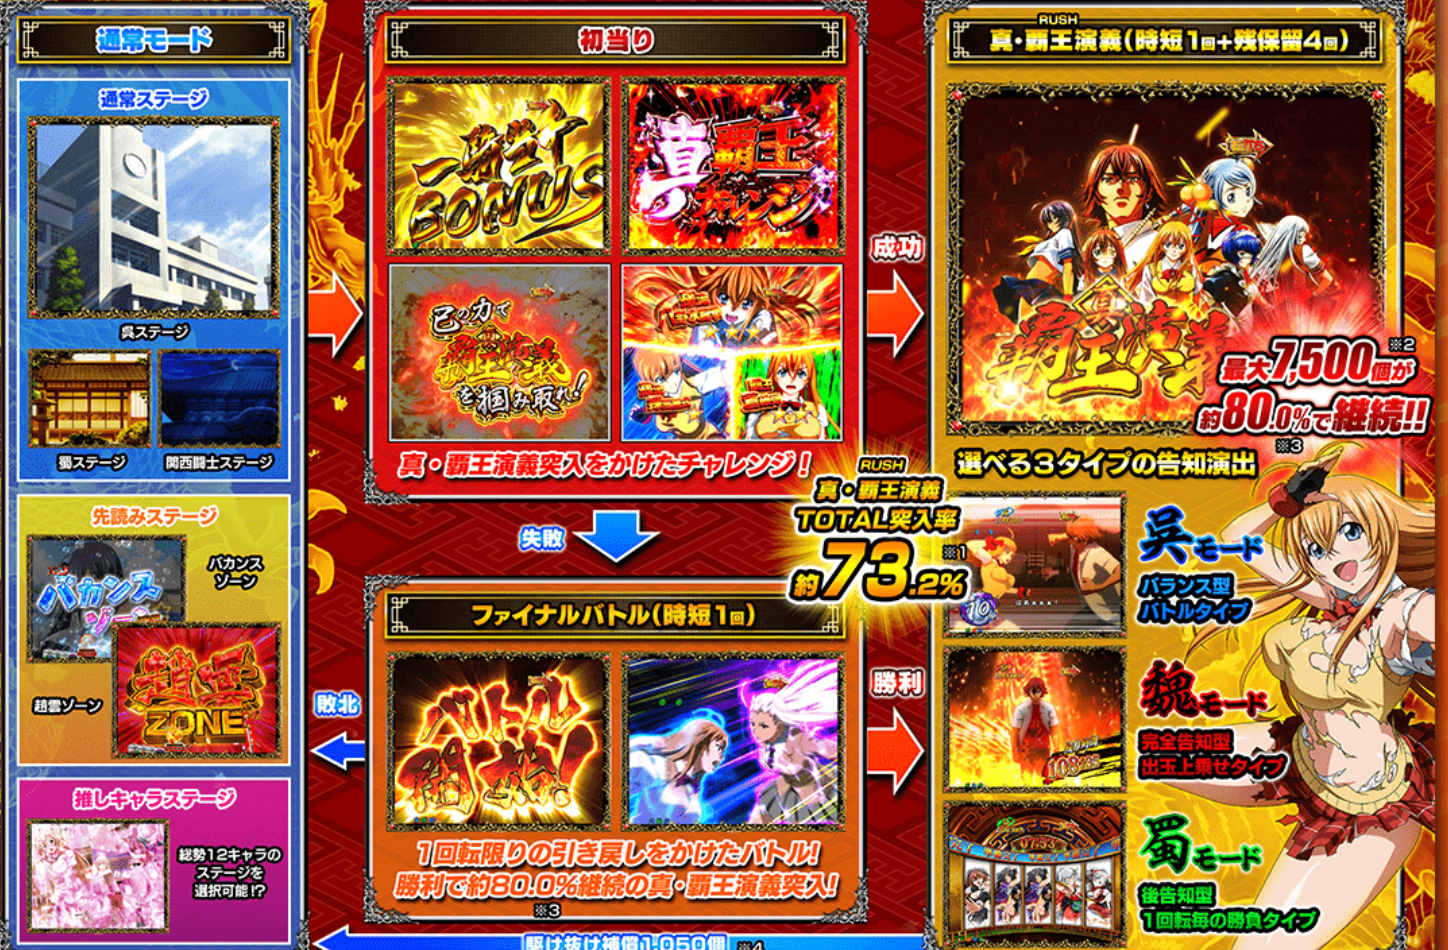 通常モード
通常ステージ
呉ステージ
蜀ステージ
関西闘士ステージ
先読みステージ
バカンス
ゾーン
バカンス
ゾーン
趙雲
ZONE
趙雲ゾーン
推しキャラステージ
総勢12キャラの
ステージを
選択可能!?
初当り
一騎当千
BONUS
真 覇王
チャレンジ
己の力で
真
覇王演義
を掴み取れ!
真・覇王演義突入をかけたチャレンジ!
失敗
成功
RUSH
真・覇王演義
TOTAL突入率
約73.2%
※1
ファイナルバトル(時短1回)
バトル
開始!
1回転限りの引き戻しをかけたバトル!
勝利で約80.0%継続の真・覇王演義突入!
※3
敗北
勝利
駆け抜け補償1,050個 ※4
RUSH
真・覇王演義(時短1回+残保留4回)
右打ち
真
覇王演義
最大7,500個が
※2
約80.0%で継続!!
※3
選べる3タイプの告知演出
呉モード
バランス型
バトルタイプ
魏モード
完全告知型
出玉上乗せタイプ
蜀モード
後告知型
1回転毎の勝負タイプ